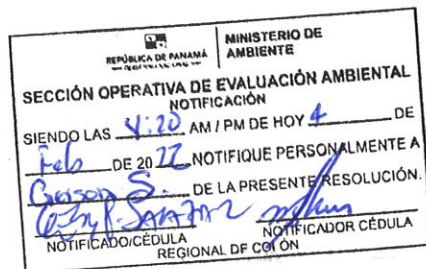 REPÚBLICA DE PANAMÁ
MINISTERIO DE
AMBIENTE
SECCIÓN OPERATIVA DE EVALUACIÓN AMBIENTAL
NOTIFICACIÓN
SIENDO LAS 4:20 AM / PM DE HOY 4 DE
Feb DE 2022 NOTIFIQUE PERSONALMENTE A
Gerson S. DE LA PRESENTE RESOLUCIÓN.
SALAZAR
NOTIFICADO/CÉDULA NOTIFICADOR CÉDULA
REGIONAL DE COLÓN